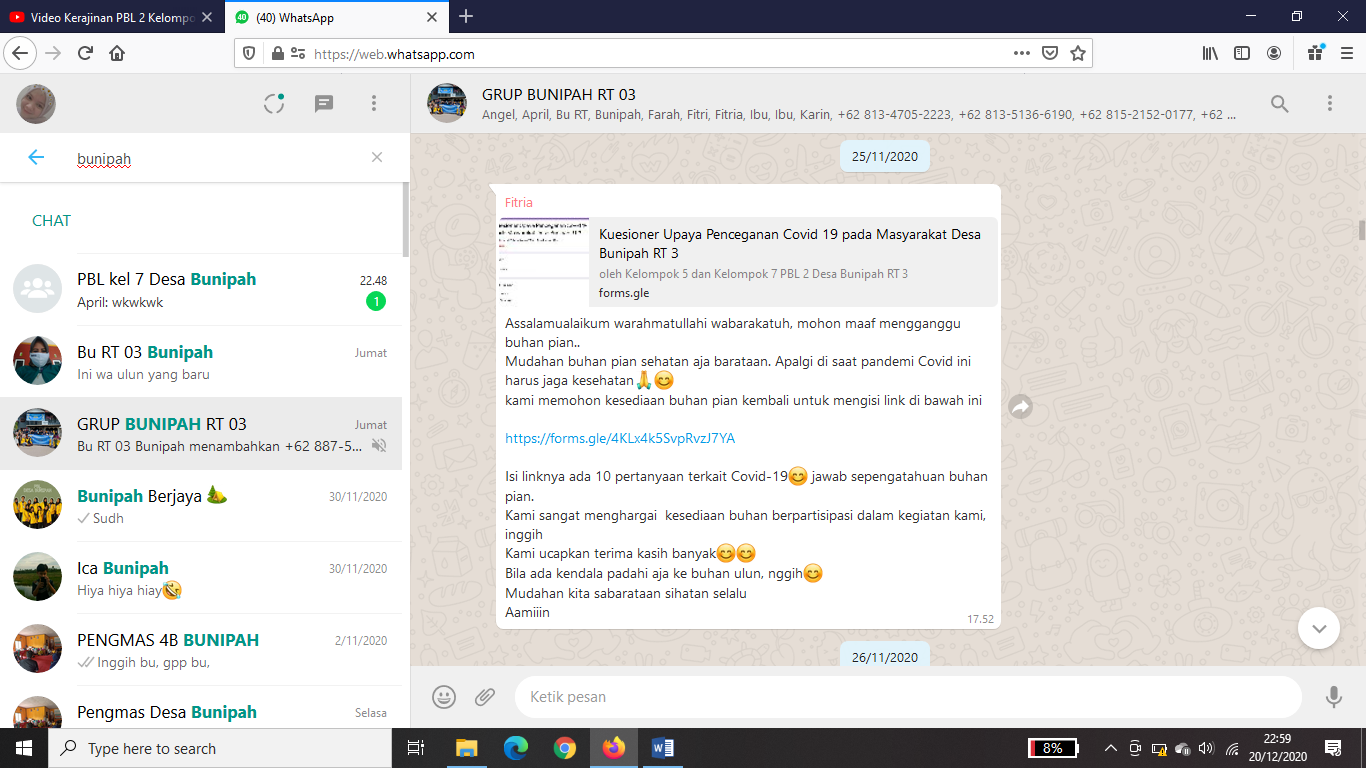 Video Kerajinan PBL 2 Kelompo
(40) WhatsApp
https://web.whatsapp.com
GRUP BUNIPAH RT 03
Angel, April, Bu RT, Bunipah, Farah, Fitri, Fitria, Ibu, Ibu, Karin, +62 813-4705-2223, +62 813-5136-6190, +62 815-2152-0177, +62 ...
bunipah
CHAT
PBL kel 7 Desa Bunipah
22.48
April: wkwkwk
1
Bu RT 03 Bunipah
Jumat
Ini wa ulun yang baru
GRUP BUNIPAH RT 03
Jumat
Bu RT 03 Bunipah menambahkan +62 887-5...
Bunipah Berjaya 🏕️
30/11/2020
Sudh
Ica Bunipah
30/11/2020
Hiya hiya hiay🤣
PENGMAS 4B BUNIPAH
2/11/2020
Inggih bu, gpp bu,
Pengmas Desa Bunipah
Selasa
25/11/2020
Fitria
Kuesioner Upaya Penceganan Covid 19 pada Masyarakat Desa
Bunipah RT 3
oleh Kelompok 5 dan Kelompok 7 PBL 2 Desa Bunipah RT 3
forms.gle
Assalamualaikum warahmatullahi wabarakatuh, mohon maaf mengganggu
buhan pian..
Mudahan buhan pian sehatan aja barataan. Apalgi di saat pandemi Covid ini
harus jaga kesehatan🙏😊
kami memohon kesediaan buhan pian kembali untuk mengisi link di bawah ini
https://forms.gle/4KLx4k5SvpRvzJ7YA
Isi linknya ada 10 pertanyaan terkait Covid-19😊 jawab sepengatahuan buhan
pian.
Kami sangat menghargai  kesediaan buhan berpartisipasi dalam kegiatan kami,
inggih
Kami ucapkan terima kasih banyak😊😊
Bila ada kendala padahi aja ke buhan ulun, nggih😊
Mudahan kita sabarataan sihatan selalu
Aamiiin
17.52
26/11/2020
Ketik pesan
Type here to search
8%
22:59
20/12/2020